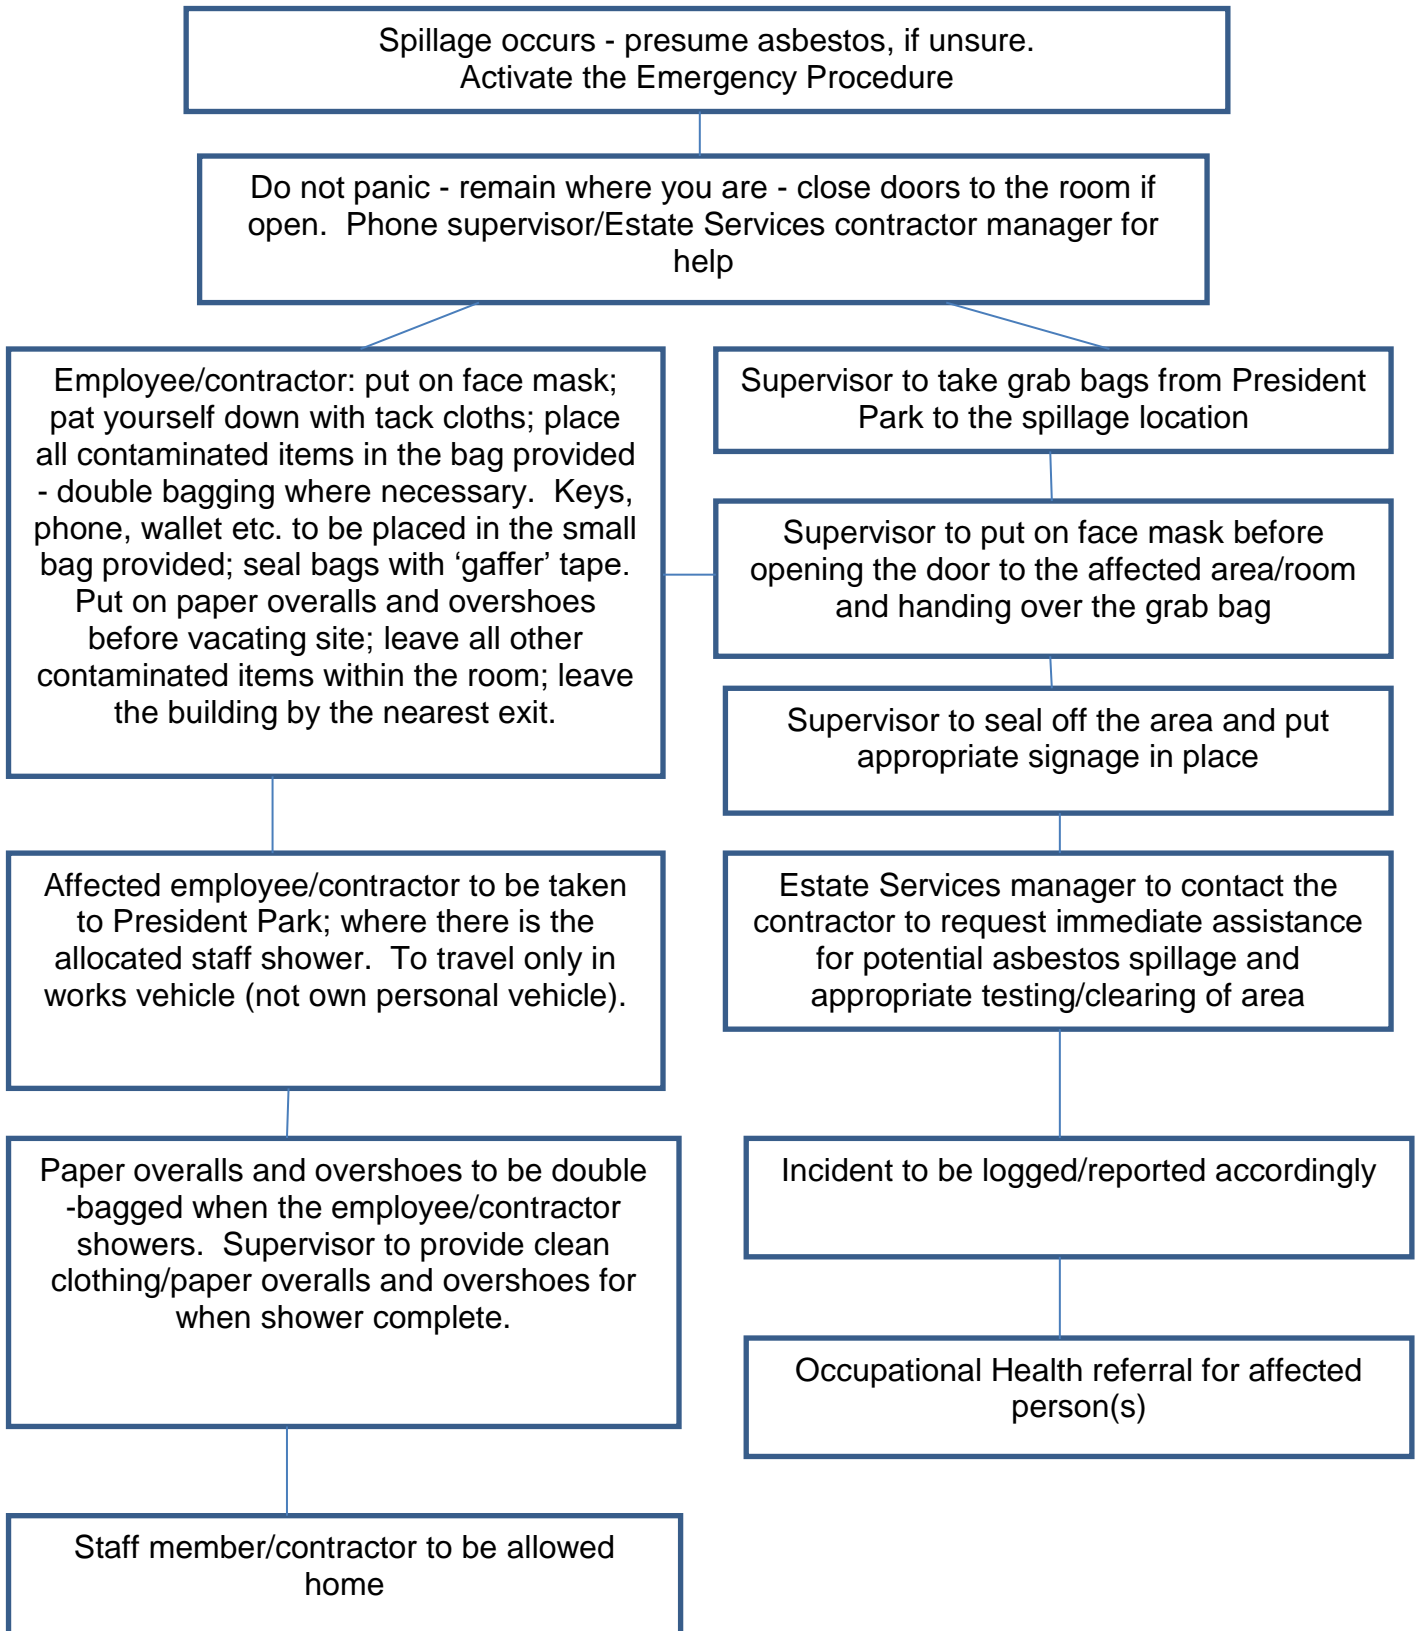 Spillage occurs - presume asbestos, if unsure.
Activate the Emergency Procedure
Do not panic - remain where you are - close doors to the room if
open.  Phone supervisor/Estate Services contractor manager for
help
Employee/contractor: put on face mask;
pat yourself down with tack cloths; place
all contaminated items in the bag provided
- double bagging where necessary.  Keys,
phone, wallet etc. to be placed in the small
bag provided; seal bags with ‘gaffer’ tape.
Put on paper overalls and overshoes
before vacating site; leave all other
contaminated items within the room; leave
the building by the nearest exit.
Supervisor to take grab bags from President
Park to the spillage location
Supervisor to put on face mask before
opening the door to the affected area/room
and handing over the grab bag
Supervisor to seal off the area and put
appropriate signage in place
Affected employee/contractor to be taken
to President Park; where there is the
allocated staff shower.  To travel only in
works vehicle (not own personal vehicle).
Estate Services manager to contact the
contractor to request immediate assistance
for potential asbestos spillage and
appropriate testing/clearing of area
Paper overalls and overshoes to be double
-bagged when the employee/contractor
showers.  Supervisor to provide clean
clothing/paper overalls and overshoes for
when shower complete.
Incident to be logged/reported accordingly
Occupational Health referral for affected
person(s)
Staff member/contractor to be allowed
home